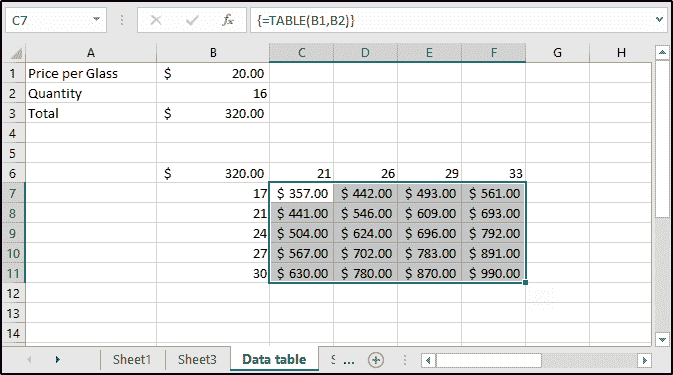 C7 fx {=TABLE(B1,B2)}
A B C D E F G H
1 Price per Glass $ 20.00
2 Quantity 16
3 Total $ 320.00
4
5
6 $ 320.00 21 26 29 33
7 17 $ 357.00 $ 442.00 $ 493.00 $ 561.00
8 21 $ 441.00 $ 546.00 $ 609.00 $ 693.00
9 24 $ 504.00 $ 624.00 $ 696.00 $ 792.00
10 27 $ 567.00 $ 702.00 $ 783.00 $ 891.00
11 30 $ 630.00 $ 780.00 $ 870.00 $ 990.00
12
13
14
Sheet1 Sheet3 Data table S ...